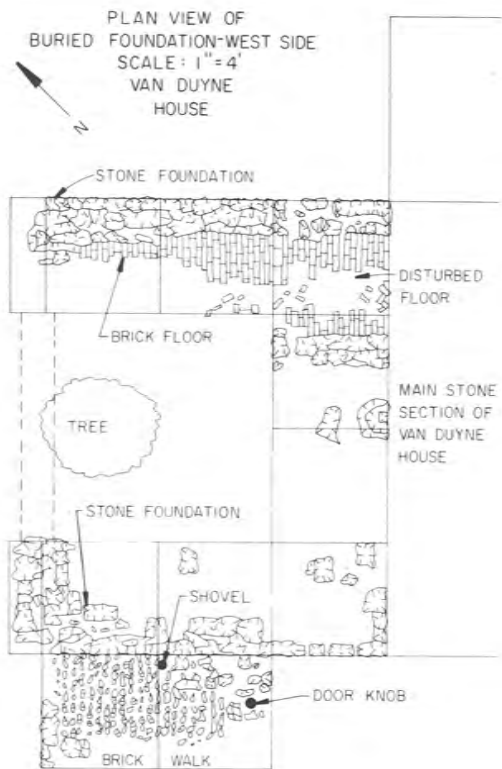 PLAN VIEW OF
BURIED FOUNDATION-WEST SIDE
SCALE: 1"=4'
VAN DUYNE
HOUSE
N
STONE FOUNDATION
DISTURBED
FLOOR
BRICK FLOOR
MAIN STONE
SECTION OF
VAN DUYNE
HOUSE
TREE
STONE FOUNDATION
SHOVEL
DOOR KNOB
BRICK WALK